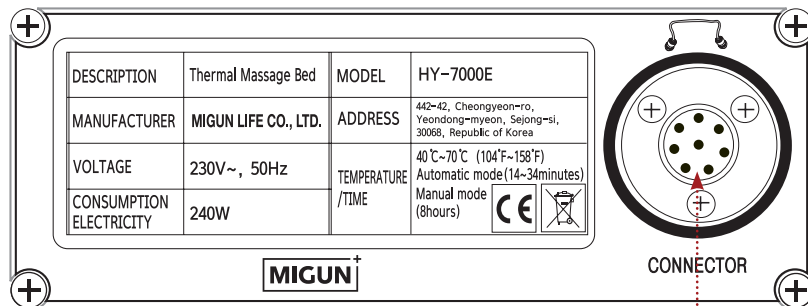 DESCRIPTION Thermal Massage Bed MODEL HY-7000E
MANUFACTURER MIGUN LIFE CO., LTD. ADDRESS 442-42, Cheongyeon-ro,
Yeondong-myeon, Sejong-si,
30068, Republic of Korea
VOLTAGE 230V~, 50Hz
TEMPERATURE
/TIME
40℃~70℃ (104℉~158℉)
Automatic mode(14~34minutes)
Manual mode
(8hours)
CE
CONSUMPTION
ELECTRICITY
240W
MIGUN+
CONNECTOR